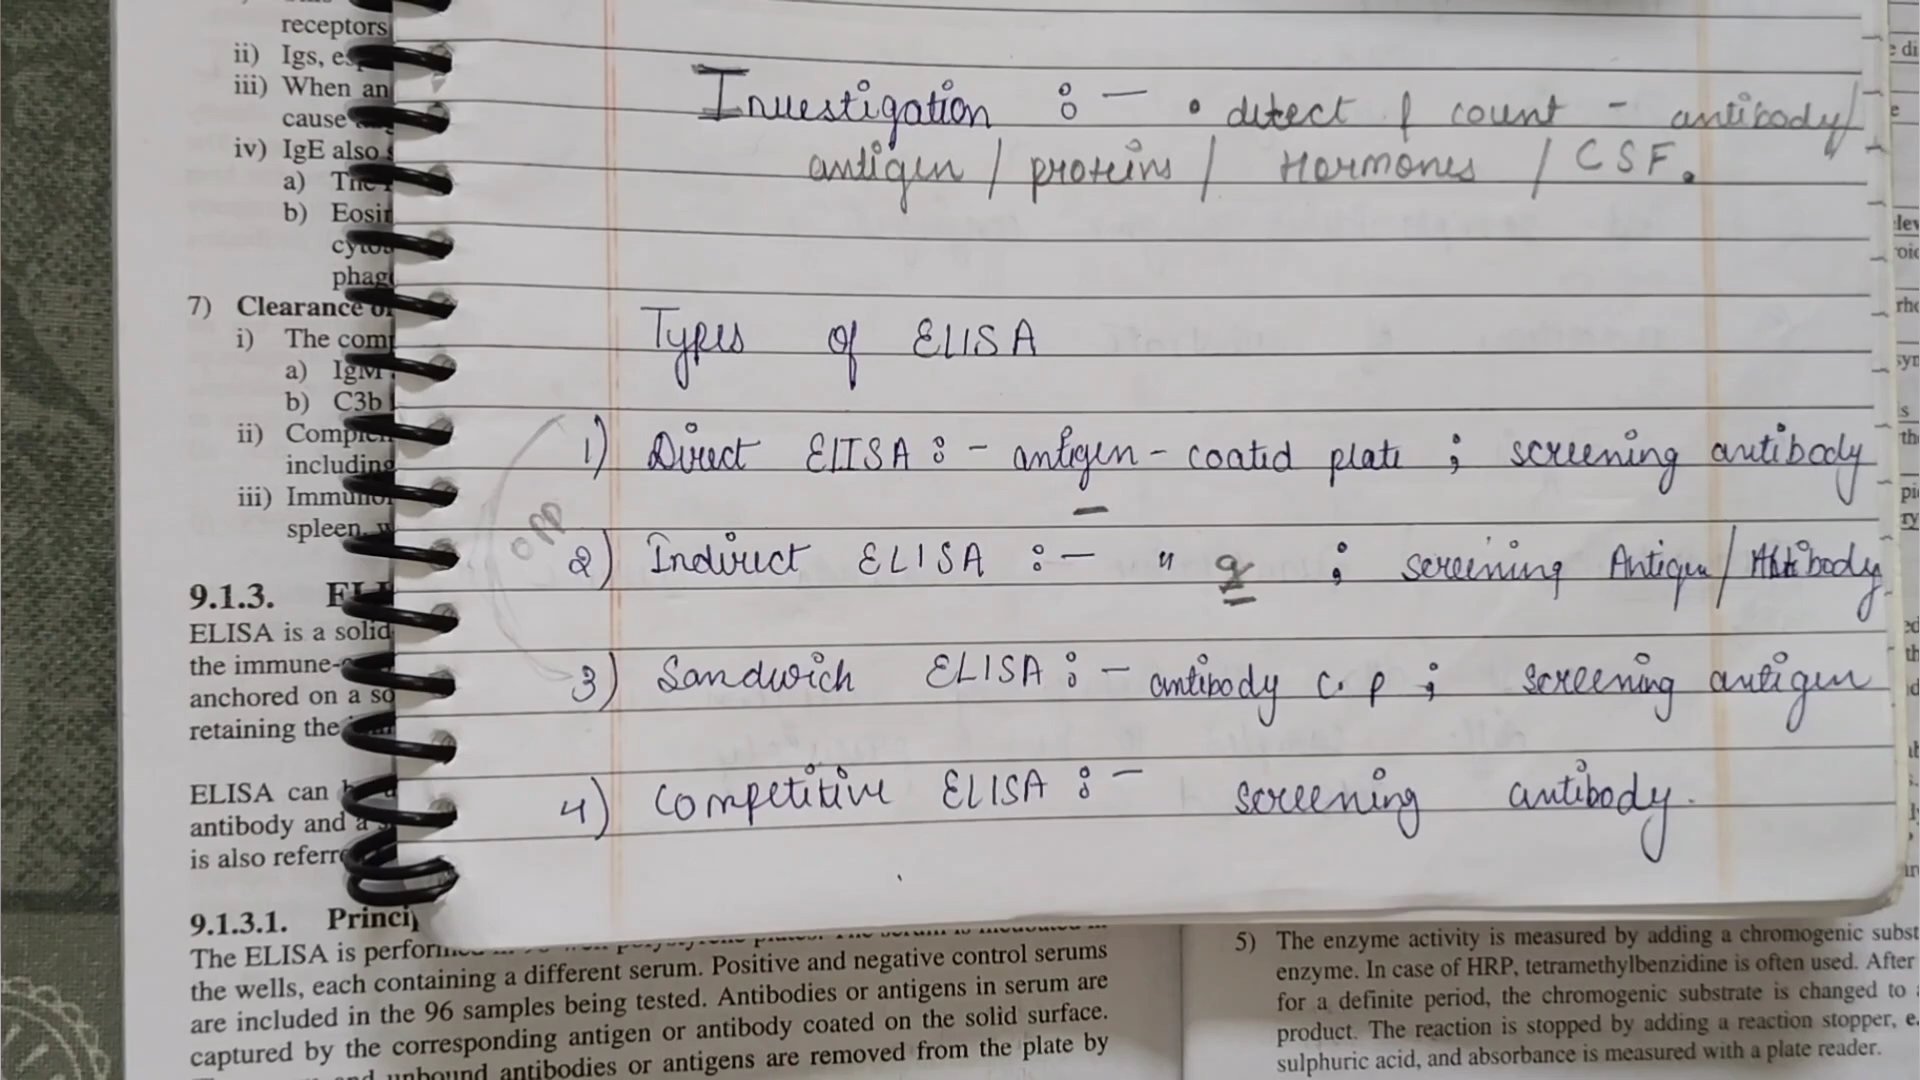 receptors
ii) Igs,
iii) When an
cause
iv) IgE also
a)
b)
7) Clearance
i) The
a) IgM
b) C3b
ii)
including
iii)
spleen,
9.1.3.
ELISA is a solid
the immune-
anchored on a so
retaining the
ELISA can
antibody and a
is also referre
9.1.3.1. Princip
Investigation :- • detect & count - antibody/
antigen / proteins / Hormones / CSF.
Types of ELISA
1) Direct ELISA :- antigen-coated plate ; screening antibody
opp
2) Indirect ELISA :- " ; screening Antigen/Antibody
3) Sandwich ELISA :- antibody c.p ; screening antigen
4) Competitive ELISA :- screening antibody.
The ELISA is
the wells, each containing a different serum. Positive and negative control serums
are included in the 96 samples being tested. Antibodies or antigens in serum are
captured by the corresponding antigen or antibody coated on the solid surface.
unbound antibodies or antigens are removed from the plate by
5) The enzyme activity is measured by adding a chromogenic subst
enzyme. In case of HRP, tetramethylbenzidine is often used. After
for a definite period, the chromogenic substrate is changed to
product. The reaction is stopped by adding a reaction stopper, e.
sulphuric acid, and absorbance is measured with a plate reader.